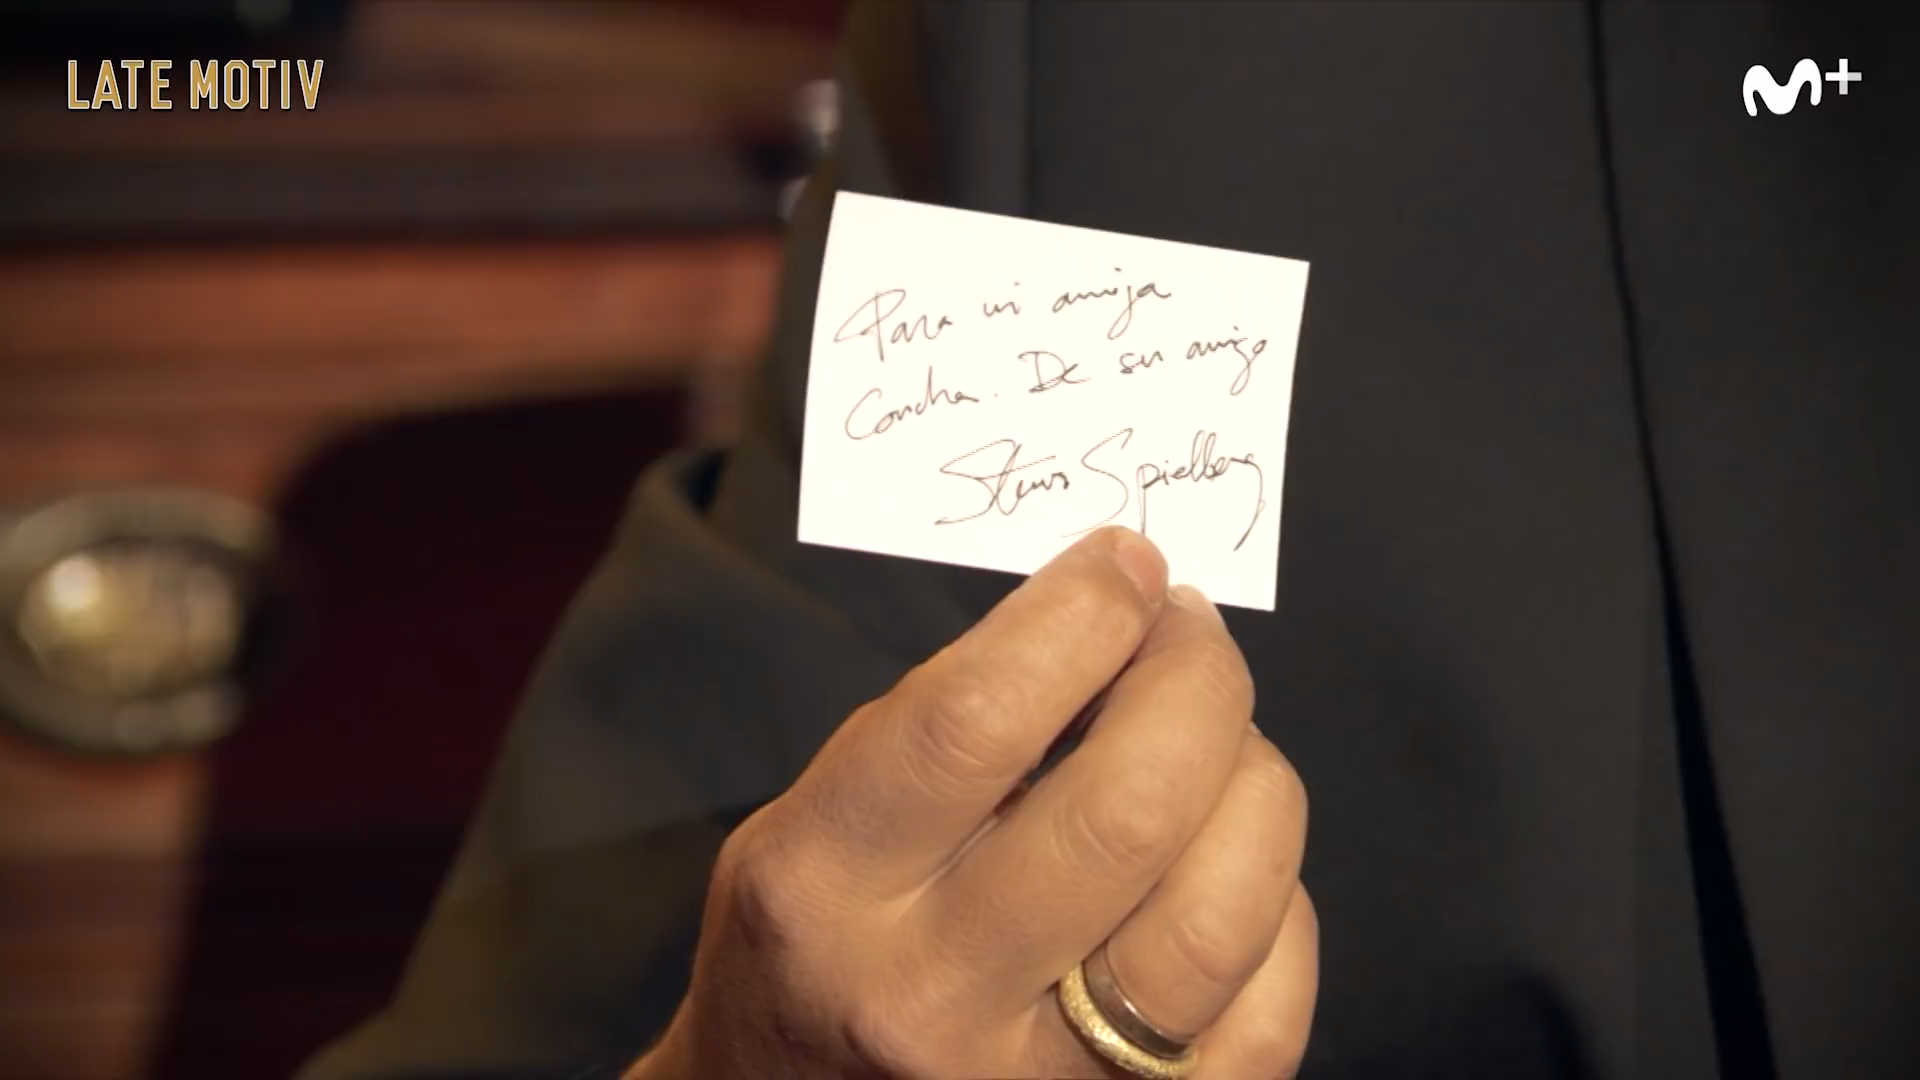 LATE MOTIV
M+
Para mi amiga
Concha. De su amigo
Steven Spielberg